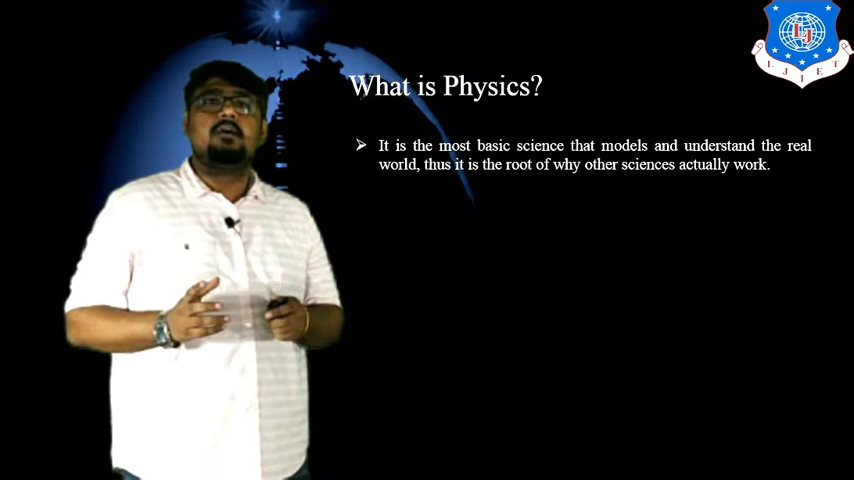 What is Physics?
It is the most basic science that models and understand the real
world, thus it is the root of why other sciences actually work.
LJ
L J I E T